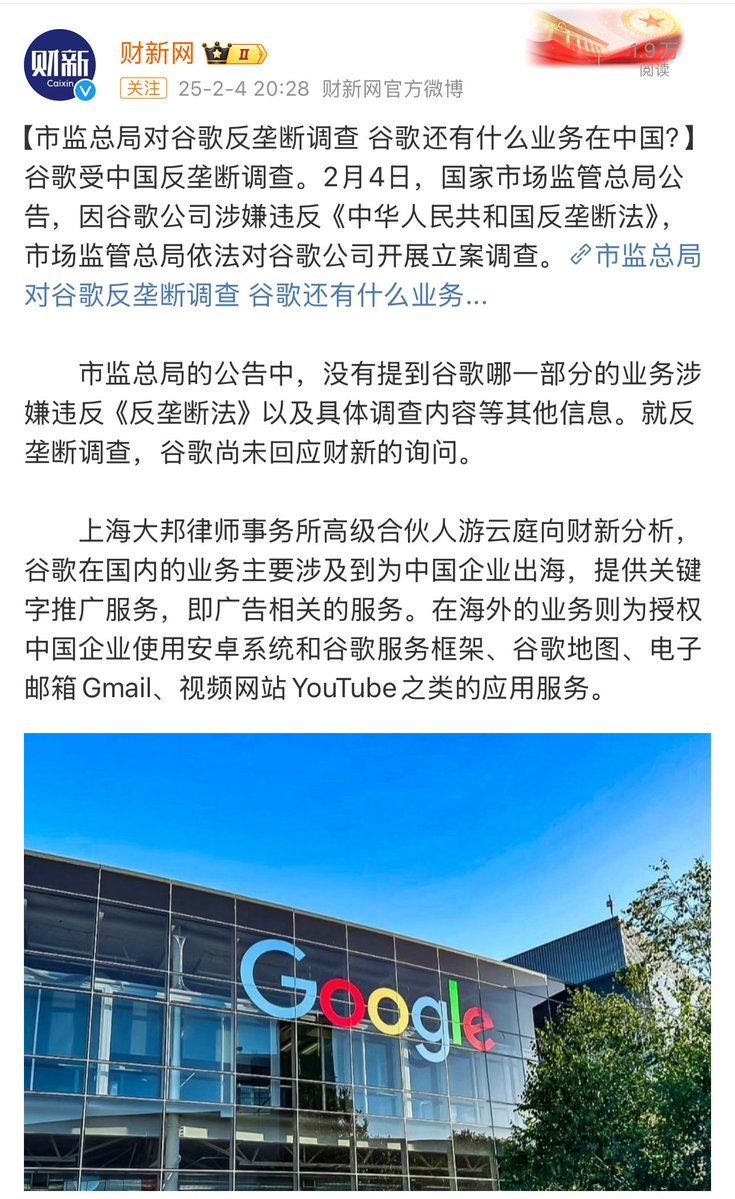 财新
Caixin
财新网 II
1.9万
阅读
关注 25-2-4 20:28 财新网官方微博
【市监总局对谷歌反垄断调查 谷歌还有什么业务在中国?】
谷歌受中国反垄断调查。2月4日，国家市场监管总局公
告，因谷歌公司涉嫌违反《中华人民共和国反垄断法》，
市场监管总局依法对谷歌公司开展立案调查。市监总局
对谷歌反垄断调查 谷歌还有什么业务...
市监总局的公告中，没有提到谷歌哪一部分的业务涉
嫌违反《反垄断法》以及具体调查内容等其他信息。就反
垄断调查，谷歌尚未回应财新的询问。
上海大邦律师事务所高级合伙人游云庭向财新分析，
谷歌在国内的业务主要涉及到为中国企业出海，提供关键
字推广服务，即广告相关的服务。在海外的业务则为授权
中国企业使用安卓系统和谷歌服务框架、谷歌地图、电子
邮箱Gmail、视频网站YouTube之类的应用服务。
Google